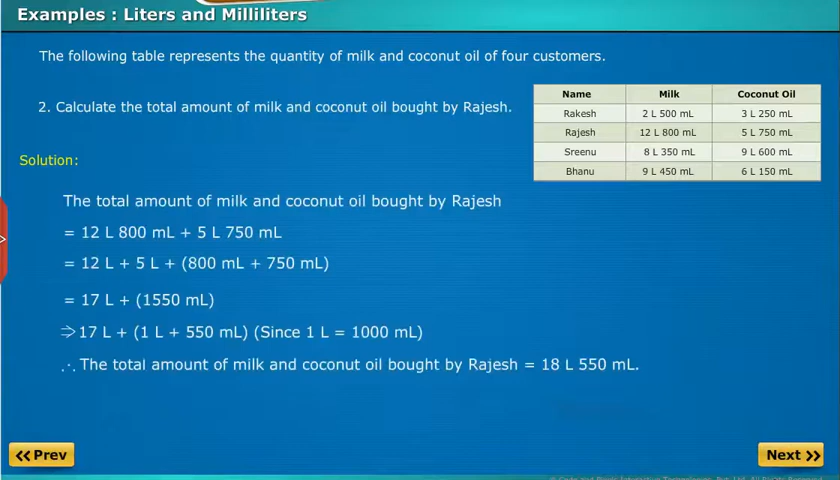 Examples : Liters and Milliliters
The following table represents the quantity of milk and coconut oil of four customers.
2. Calculate the total amount of milk and coconut oil bought by Rajesh.
Name Milk Coconut Oil
Rakesh 2 L 500 mL 3 L 250 mL
Rajesh 12 L 800 mL 5 L 750 mL
Sreenu 8 L 350 mL 9 L 600 mL
Bhanu 9 L 450 mL 6 L 150 mL
Solution:
The total amount of milk and coconut oil bought by Rajesh
= 12 L 800 mL + 5 L 750 mL
= 12 L + 5 L + (800 mL + 750 mL)
= 17 L + (1550 mL)
⇒ 17 L + (1 L + 550 mL) (Since 1 L = 1000 mL)
∴ The total amount of milk and coconut oil bought by Rajesh = 18 L 550 mL.
Prev
Next